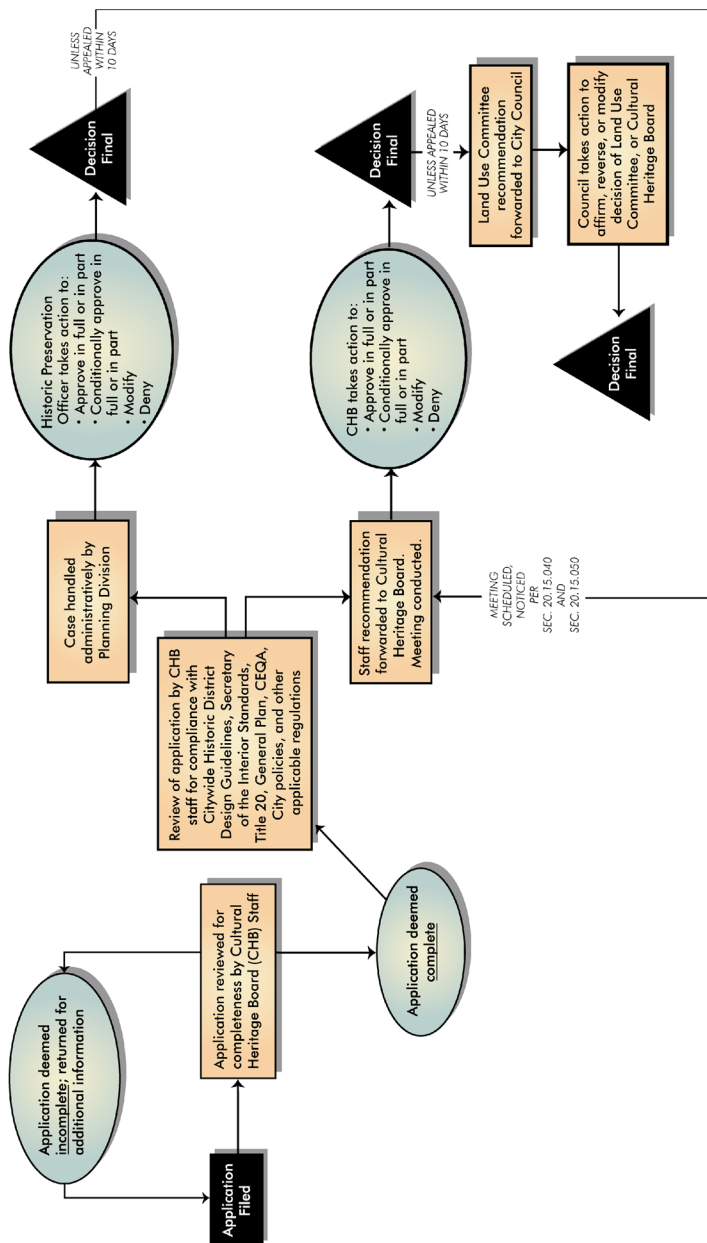 Application
Filed
Application deemed
incomplete; returned for
additional information
Application reviewed for
completeness by Cultural
Heritage Board (CHB) Staff
Application deemed
complete
Review of application by CHB
staff for compliance with
Citywide Historic District
Design Guidelines, Secretary
of the Interior Standards,
Title 20, General Plan, CEQA,
City policies, and other
applicable regulations
Case handled
administratively by
Planning Division
Historic Preservation
Officer takes action to:
• Approve in full or in part
• Conditionally approve in
full or in part
• Modify
• Deny
Decision
Final
UNLESS
APPEALED
WITHIN
10 DAYS
MEETING
SCHEDULED,
NOTICED
PER
SEC. 20.15.040
AND
SEC. 20.15.050
Staff recommendation
forwarded to Cultural
Heritage Board.
Meeting conducted.
CHB takes action to:
• Approve in full or in part
• Conditionally approve in
full or in part
• Modify
• Deny
Decision
Final
UNLESS APPEALED
WITHIN 10 DAYS
Land Use Committee
recommendation
forwarded to City Council
Council takes action to
affirm, reverse, or modify
decision of Land Use
Committee, or Cultural
Heritage Board
Decision
Final